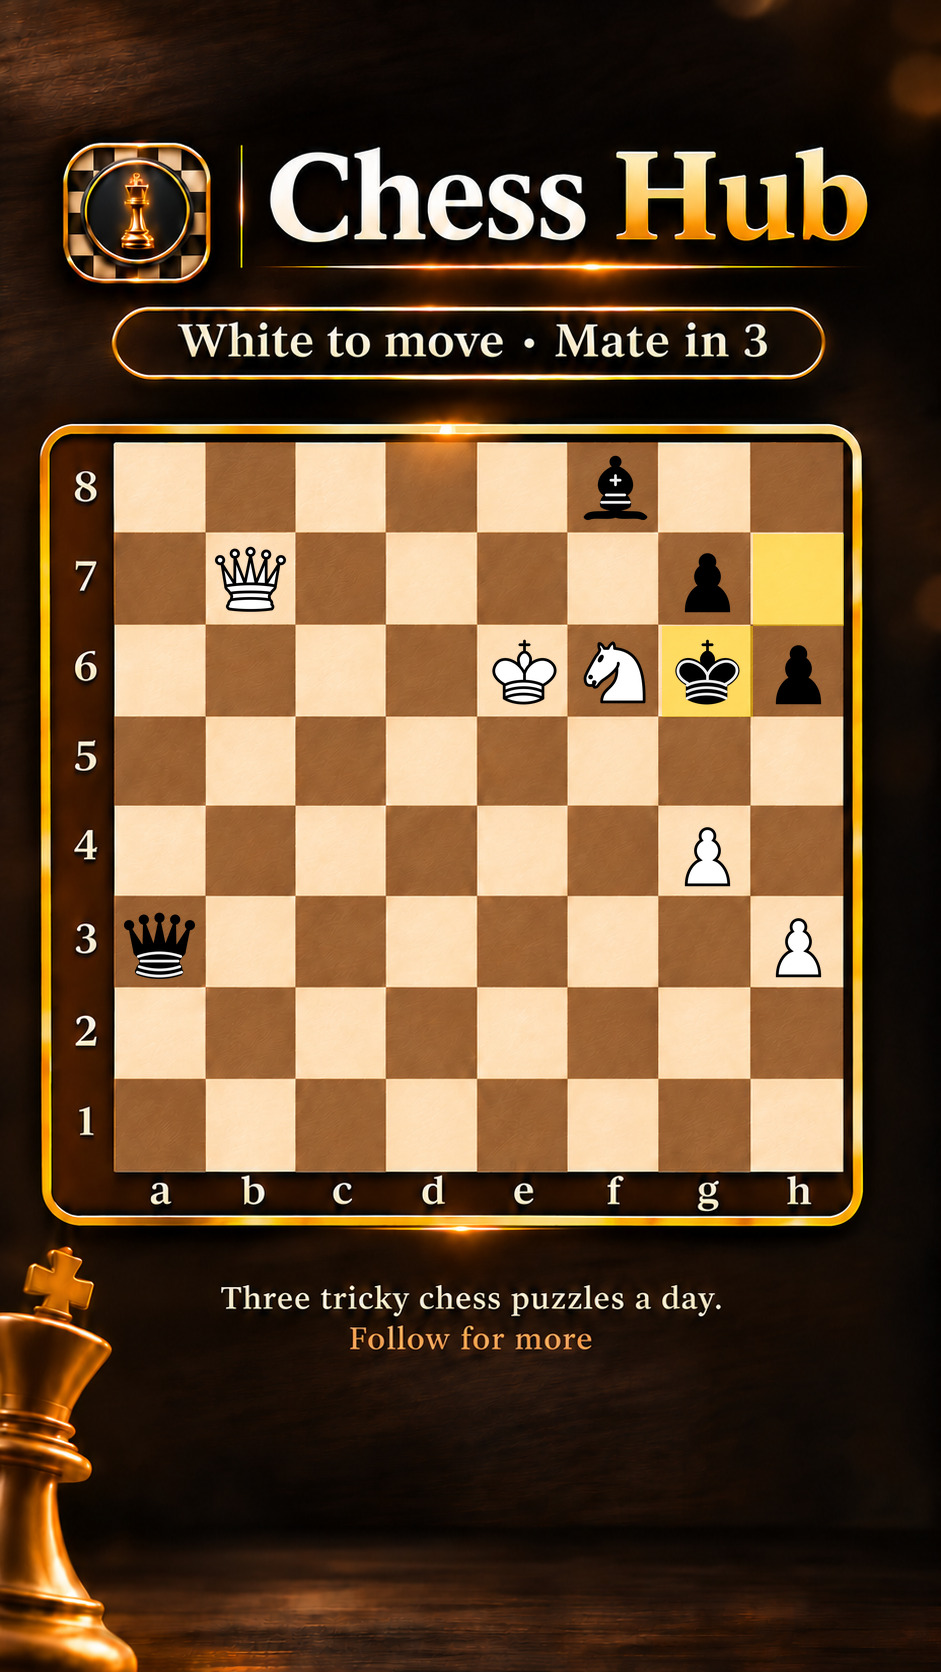 Chess Hub
White to move • Mate in 3
8
7
6
5
4
3
2
1
a b c d e f g h
Three tricky chess puzzles a day.
Follow for more